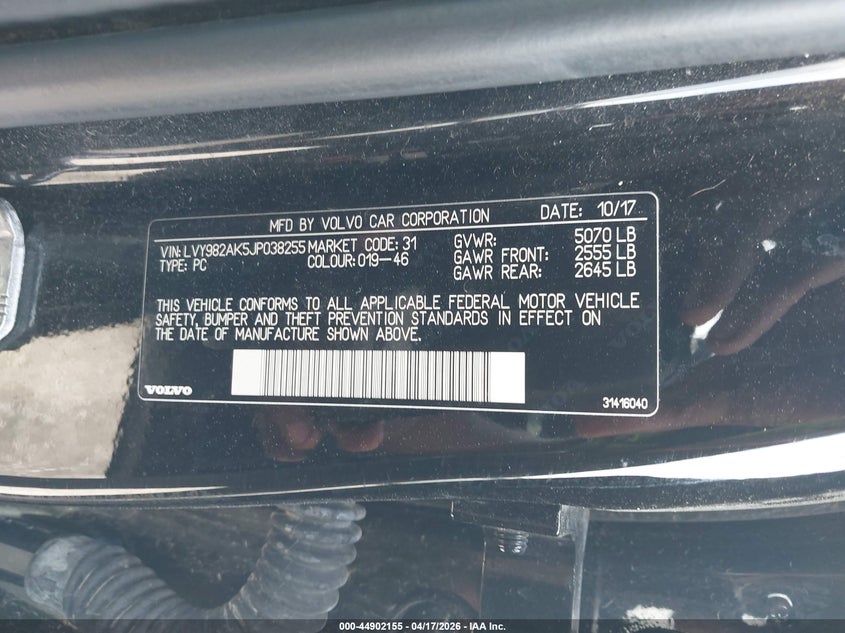 MFD BY VOLVO CAR CORPORATION DATE: 10/17
VIN: LVY982AK5JP038255 MARKET CODE: 31 GVWR: 5070 LB
TYPE: PC COLOUR: 019-46 GAWR FRONT: 2555 LB
GAWR REAR: 2645 LB
THIS VEHICLE CONFORMS TO ALL APPLICABLE FEDERAL MOTOR VEHICLE
SAFETY, BUMPER AND THEFT PREVENTION STANDARDS IN EFFECT ON
THE DATE OF MANUFACTURE SHOWN ABOVE.
VOLVO
31416040
000-44902155 - 04/17/2026 - IAA Inc.